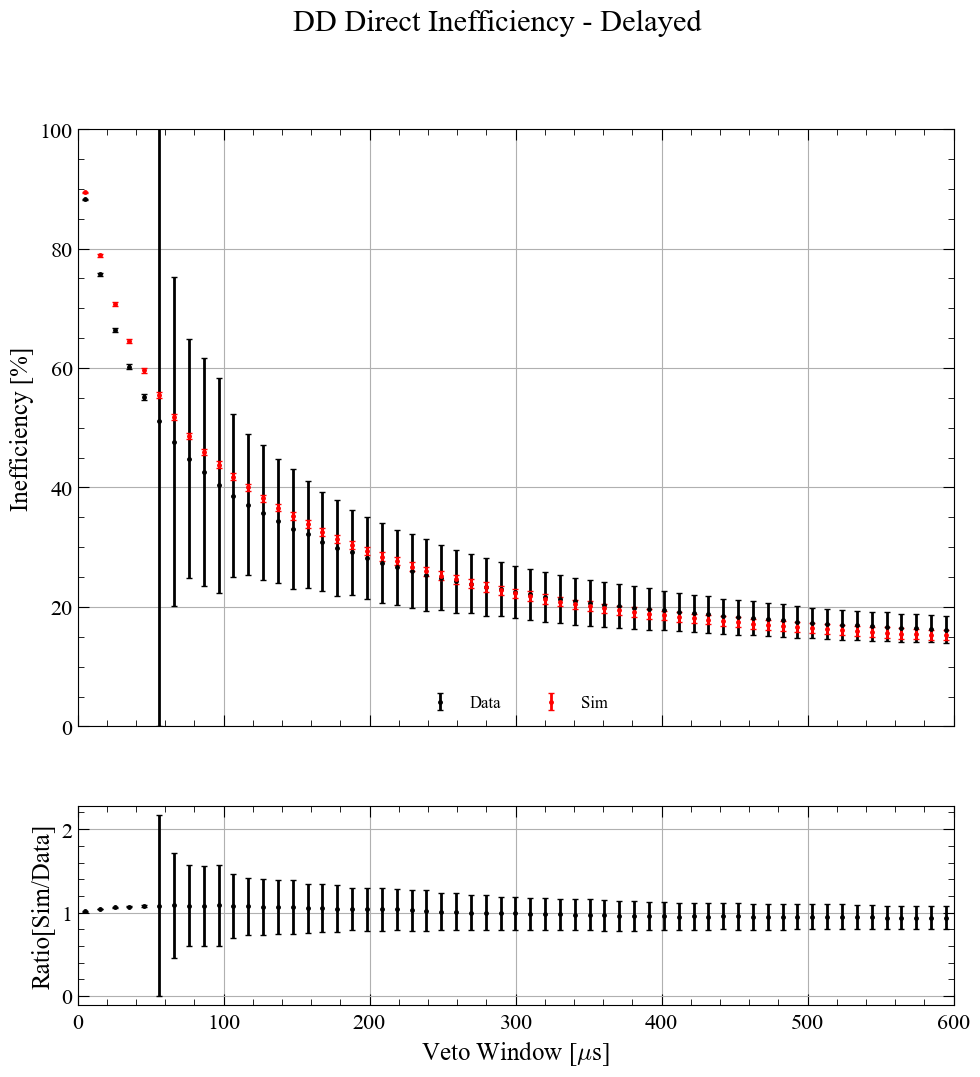 DD Direct Inefficiency - Delayed
100
80
60
40
20
0
Inefficiency [%]
Data
Sim
2
1
0
Ratio[Sim/Data]
0 100 200 300 400 500 600
Veto Window [μs]